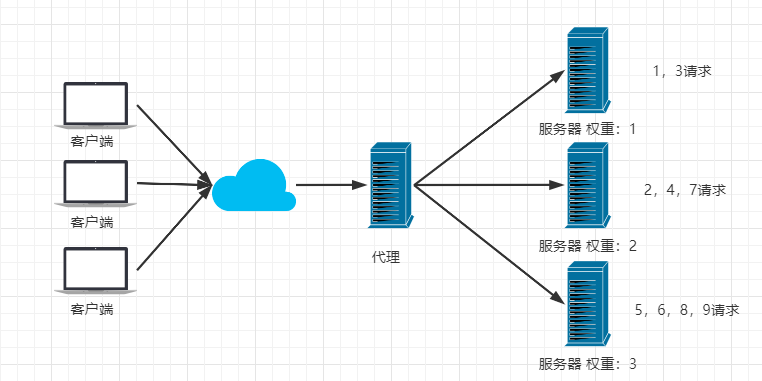 客户端
客户端
客户端
代理
1，3请求
服务器 权重：1
2，4，7请求
服务器 权重：2
5，6，8，9请求
服务器 权重：3